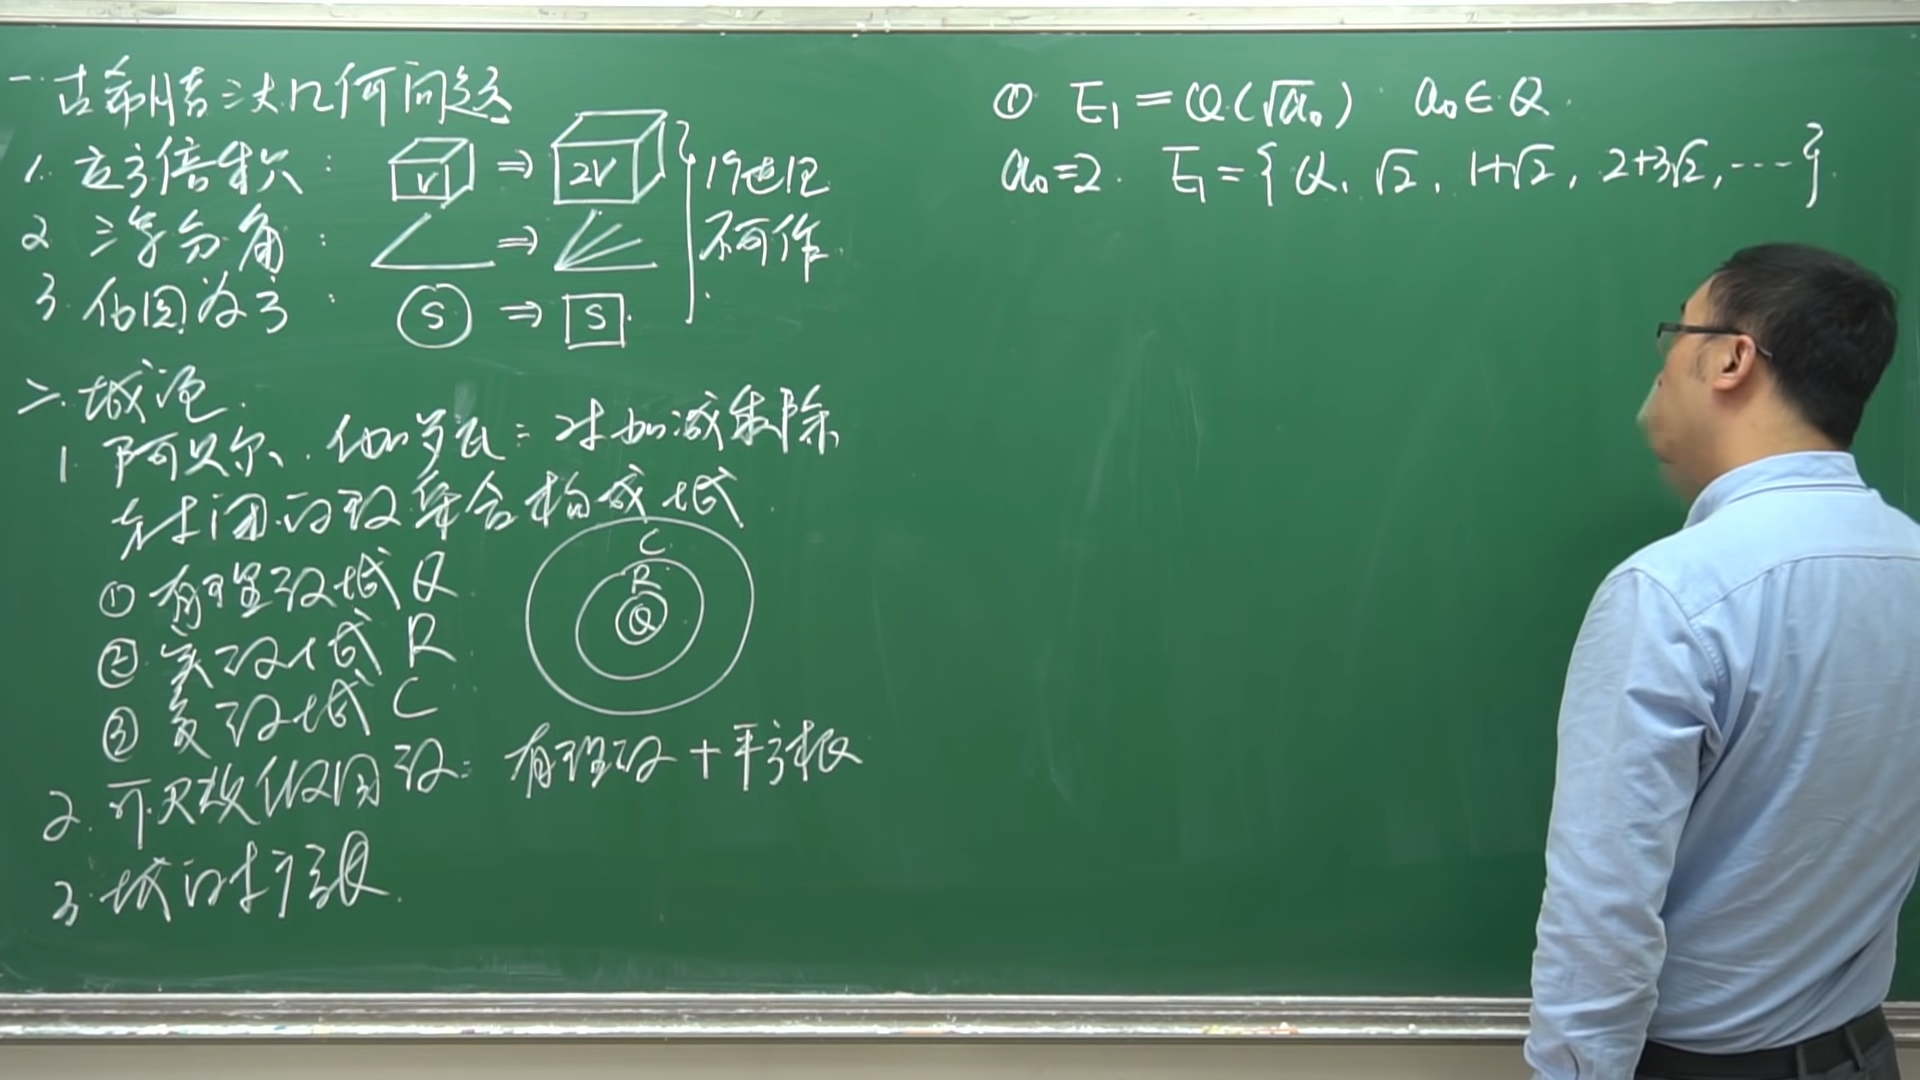 一. 古希腊三大几何问题
1. 立方倍积: V ⇒ 2V
2 三等分角: ⇒
3. 化圆为方: S ⇒ S.
19世纪
不可作
二. 域论.
1. 阿贝尔、伽罗瓦: 对加减乘除
封闭的数集合构成域.
① 有理数域Q
② 实数域R
③ 复数域C
C
R
Q
2. 可尺规作图数: 有理数+平方根
3. 域的扩张.
① E₁=Q(√a₀) a₀∈Q.
a₀=2. E₁={Q, √2, 1+√2, 2+3√2, ···}.